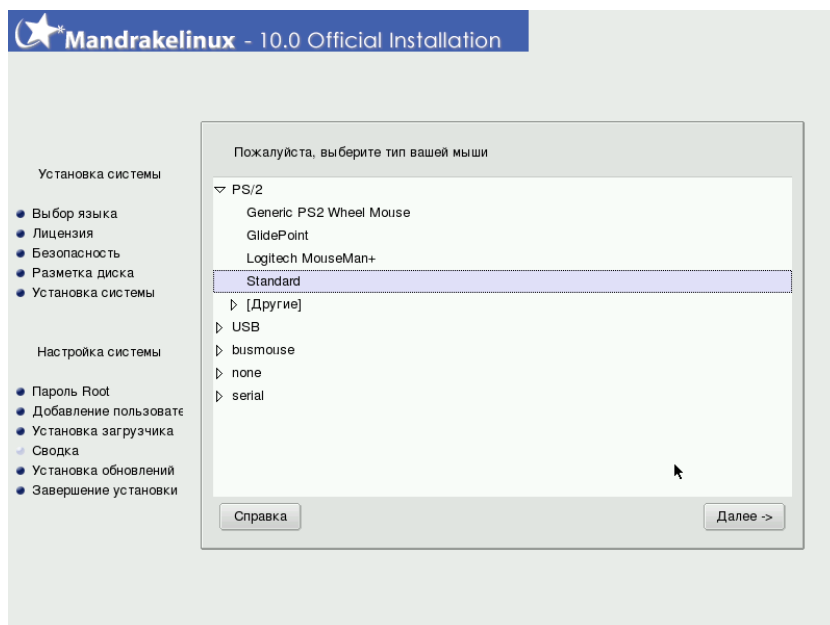 Mandrakelinux - 10.0 Official Installation
Установка системы
Выбор языка
Лицензия
Безопасность
Разметка диска
Установка системы
Настройка системы
Пароль Root
Добавление пользовате
Установка загрузчика
Сводка
Установка обновлений
Завершение установки
Пожалуйста, выберите тип вашей мыши
PS/2
Generic PS2 Wheel Mouse
GlidePoint
Logitech MouseMan+
Standard
[Другие]
USB
busmouse
none
serial
Справка
Далее ->